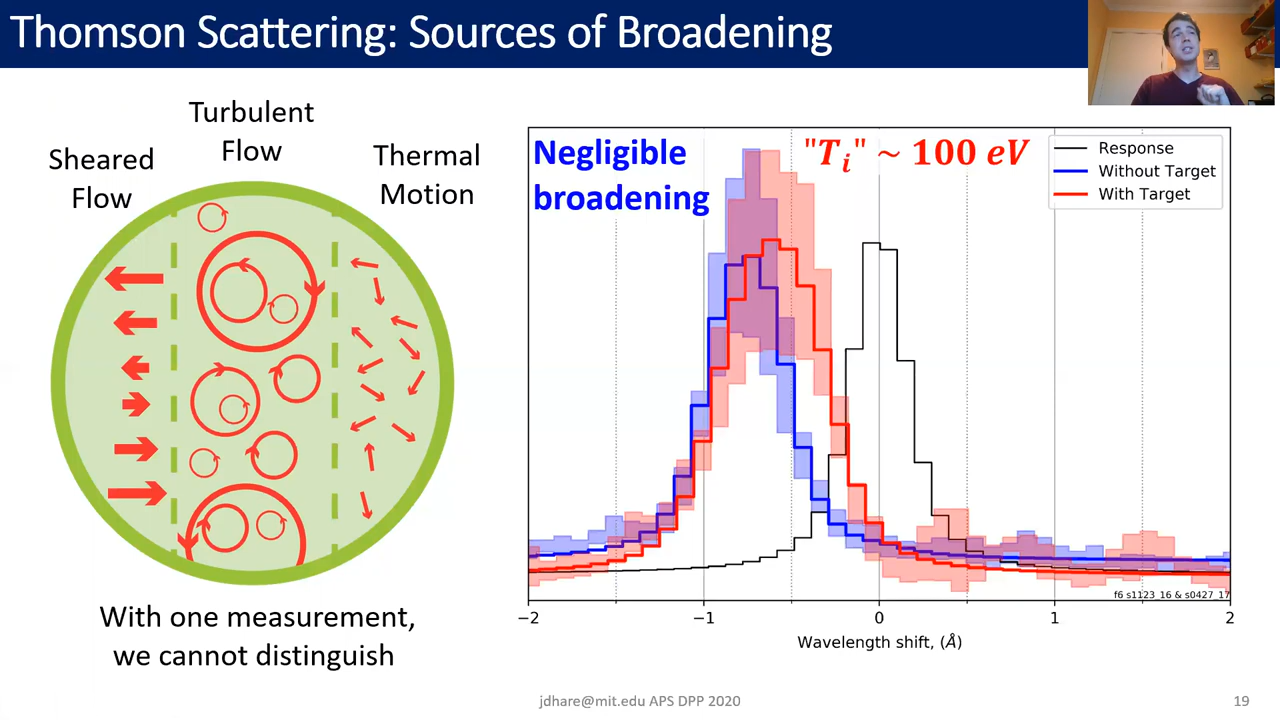 Thomson Scattering: Sources of Broadening
Sheared
Flow
Turbulent
Flow
Thermal
Motion
With one measurement,
we cannot distinguish
Negligible
broadening
"Ti" ~ 100 eV
Response
Without Target
With Target
f6 s1123_16 & s0427_17
−2
−1
0
1
2
Wavelength shift, (Å)
jdhare@mit.edu APS DPP 2020
19